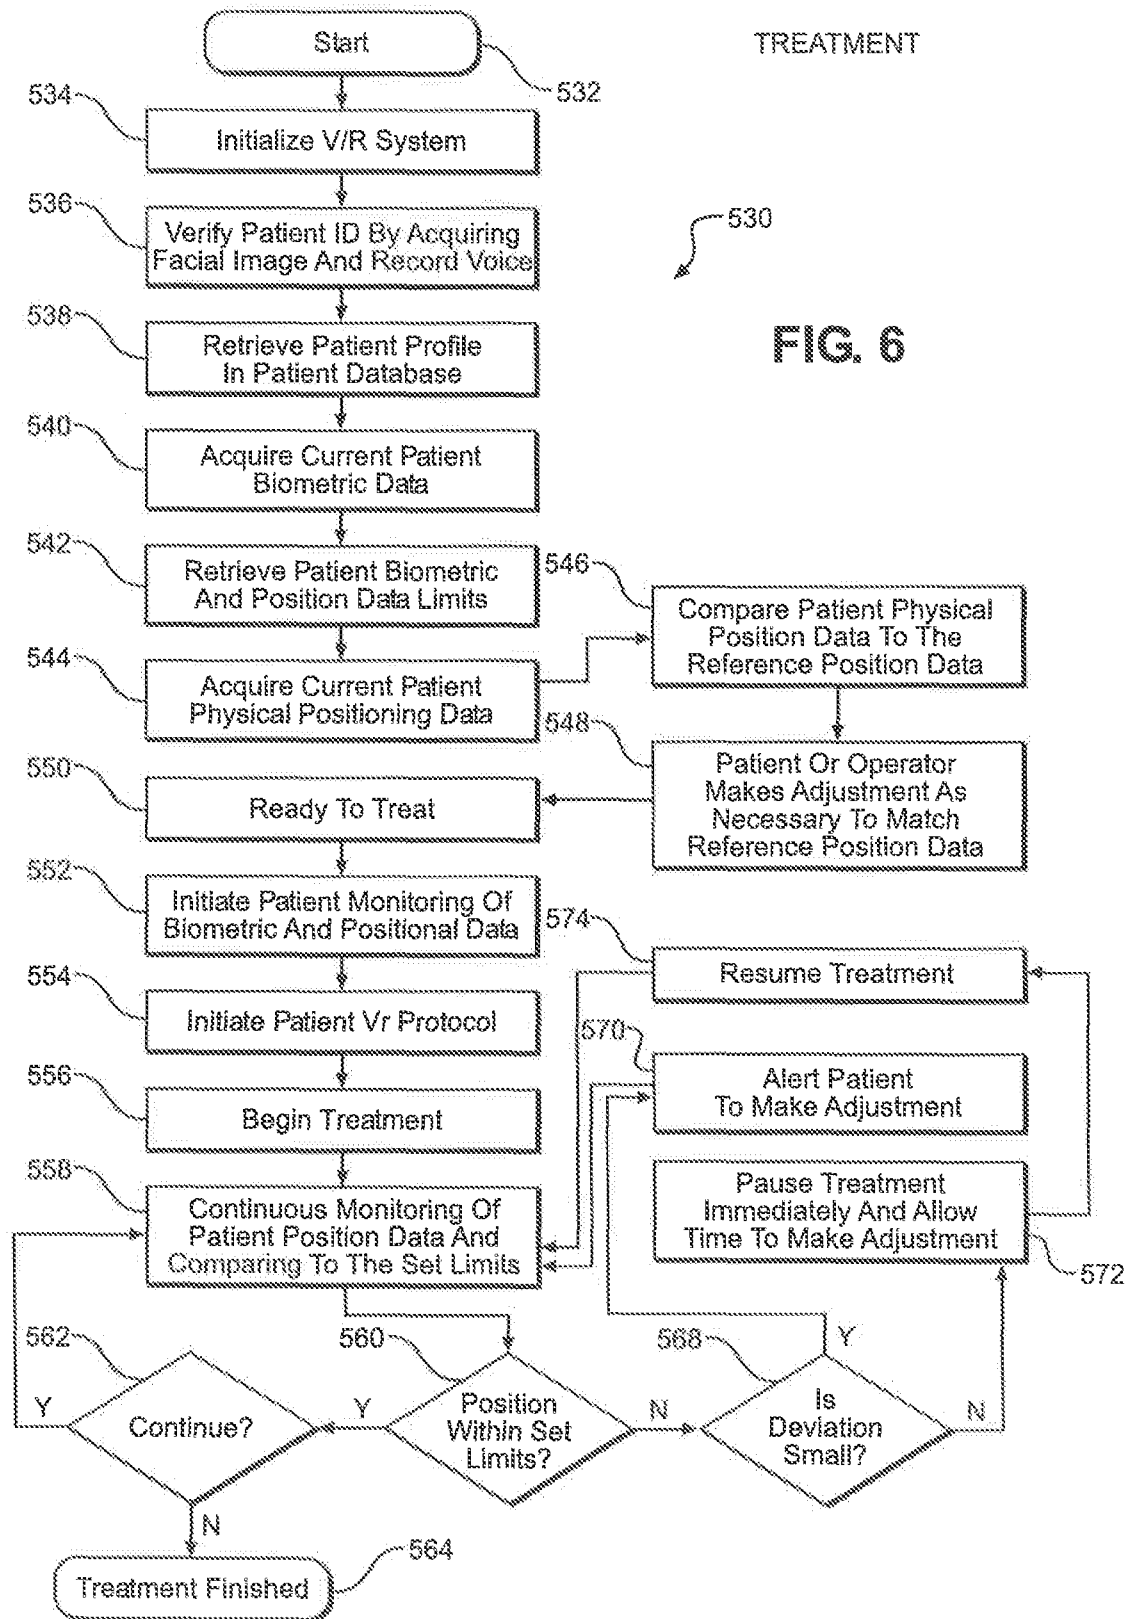 Start
TREATMENT
532
534
Initialize V/R System
536
Verify Patient ID By Acquiring
Facial Image And Record Voice
530
538
Retrieve Patient Profile
In Patient Database
FIG. 6
540
Acquire Current Patient
Biometric Data
542
Retrieve Patient Biometric
And Position Data Limits
546
Compare Patient Physical
Position Data To The
Reference Position Data
544
Acquire Current Patient
Physical Positioning Data
548
Patient Or Operator
Makes Adjustment As
Necessary To Match
Reference Position Data
550
Ready To Treat
552
Initiate Patient Monitoring Of
Biometric And Positional Data
574
Resume Treatment
554
Initiate Patient Vr Protocol
570
Alert Patient
To Make Adjustment
556
Begin Treatment
558
Continuous Monitoring Of
Patient Position Data And
Comparing To The Set Limits
Pause Treatment
Immediately And Allow
Time To Make Adjustment
572
562
Continue?
Y
N
560
Position
Within Set
Limits?
Y
N
568
Is
Deviation
Small?
Y
N
564
Treatment Finished